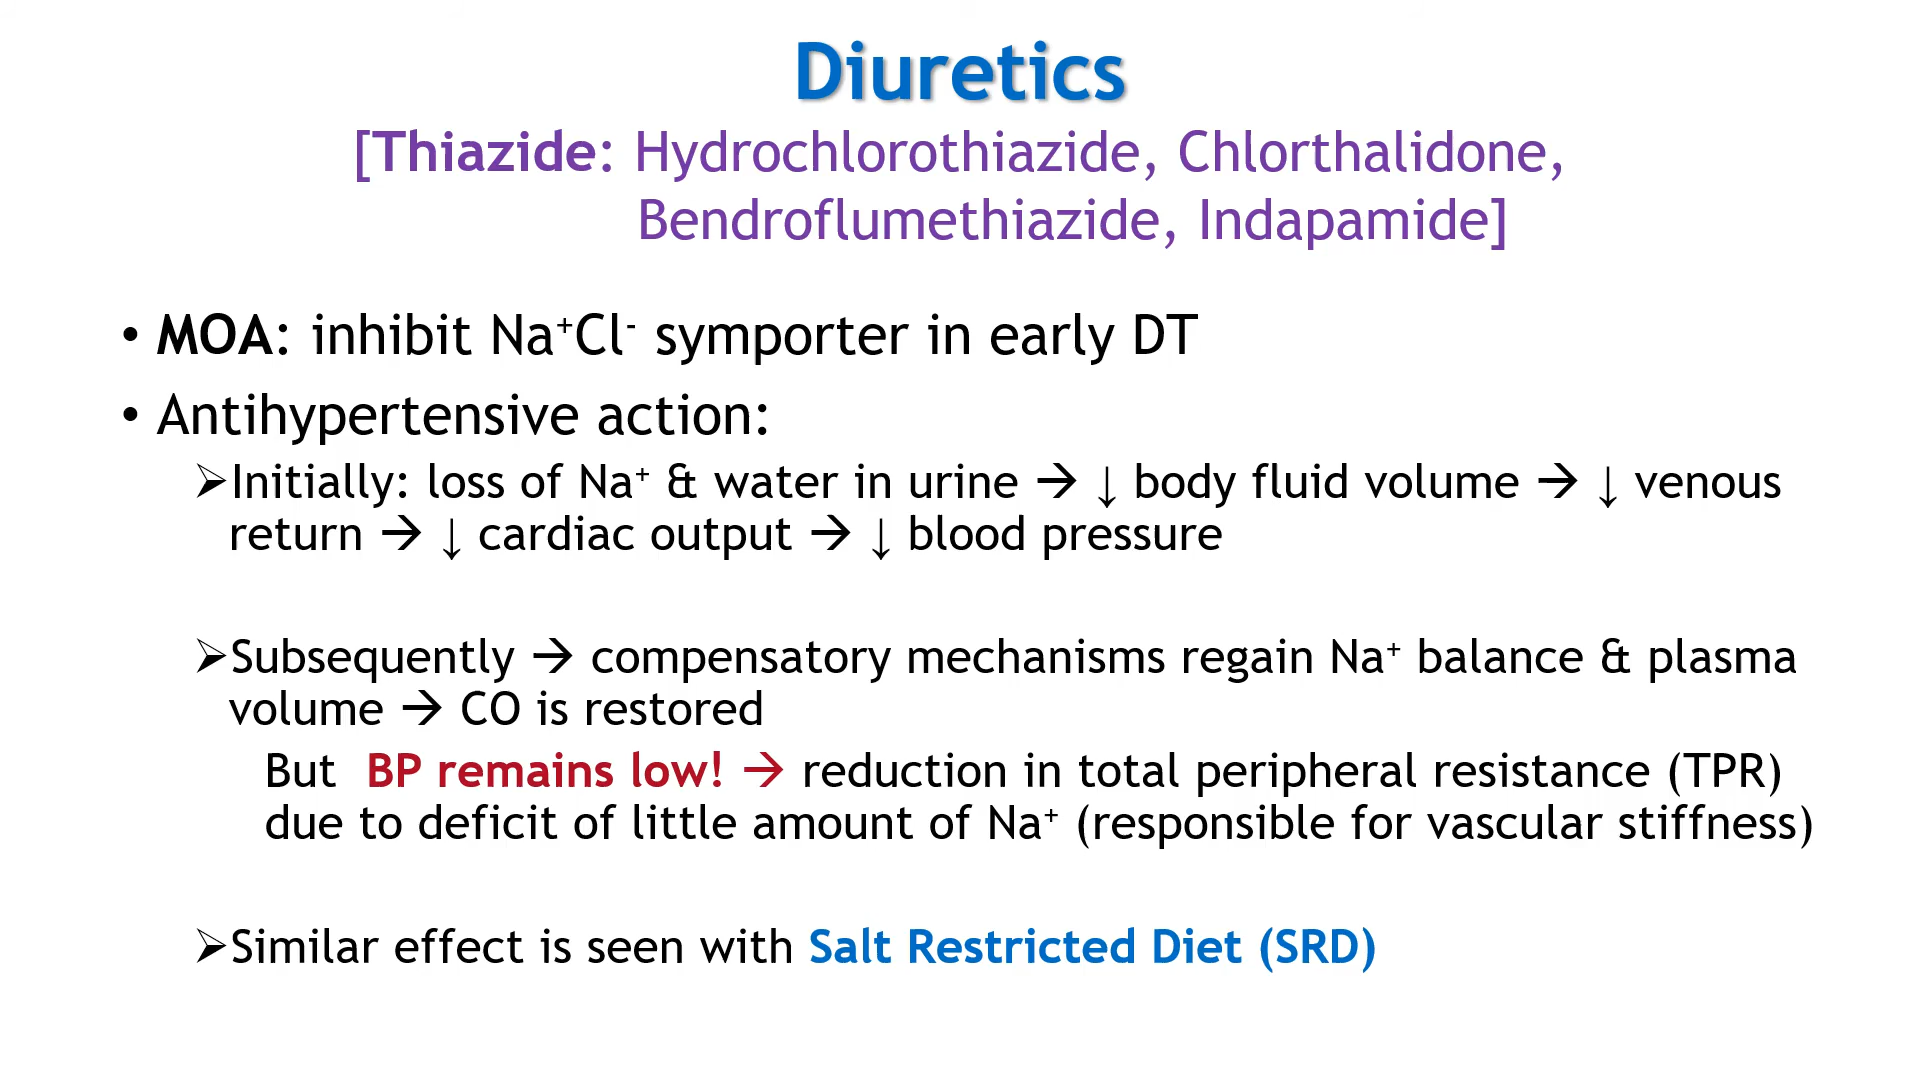 Diuretics
[Thiazide: Hydrochlorothiazide, Chlorthalidone,
Bendroflumethiazide, Indapamide]
• MOA: inhibit Na⁺Cl⁻ symporter in early DT
• Antihypertensive action:
➢Initially: loss of Na⁺ & water in urine → ↓ body fluid volume → ↓ venous
return → ↓ cardiac output → ↓ blood pressure
➢Subsequently → compensatory mechanisms regain Na⁺ balance & plasma
volume → CO is restored
But BP remains low! → reduction in total peripheral resistance (TPR)
due to deficit of little amount of Na⁺ (responsible for vascular stiffness)
➢Similar effect is seen with Salt Restricted Diet (SRD)